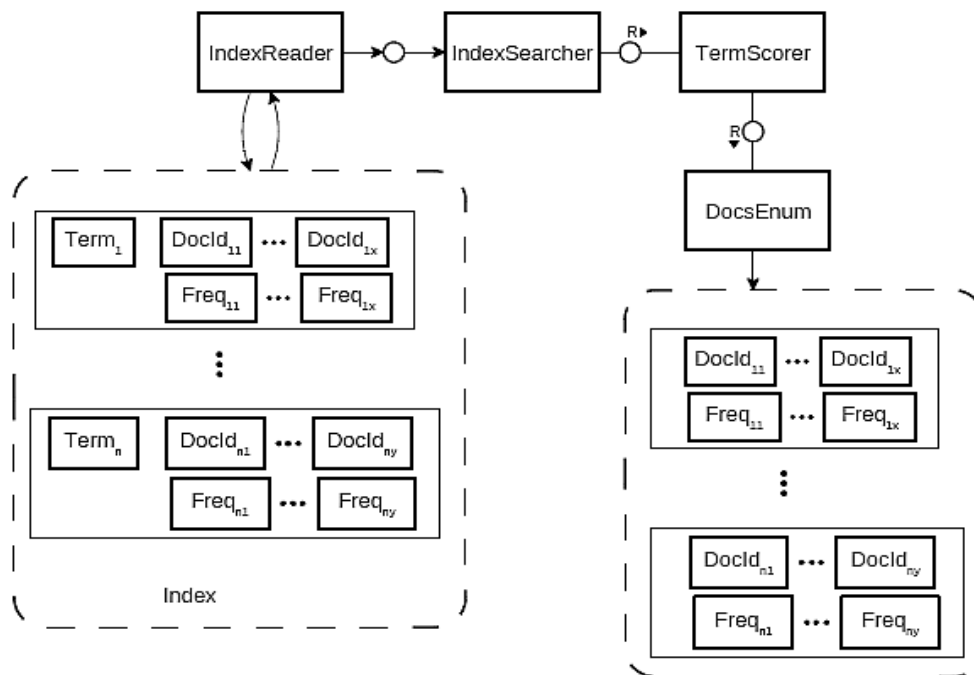 IndexReader
IndexSearcher
R
TermScorer
R
DocsEnum
Term1 DocId11 ... DocId1x
Freq11 ... Freq1x
Termn DocIdn1 ... DocIdny
Freqn1 ... Freqny
Index
DocId11 ... DocId1x
Freq11 ... Freq1x
DocIdn1 ... DocIdny
Freqn1 ... Freqny